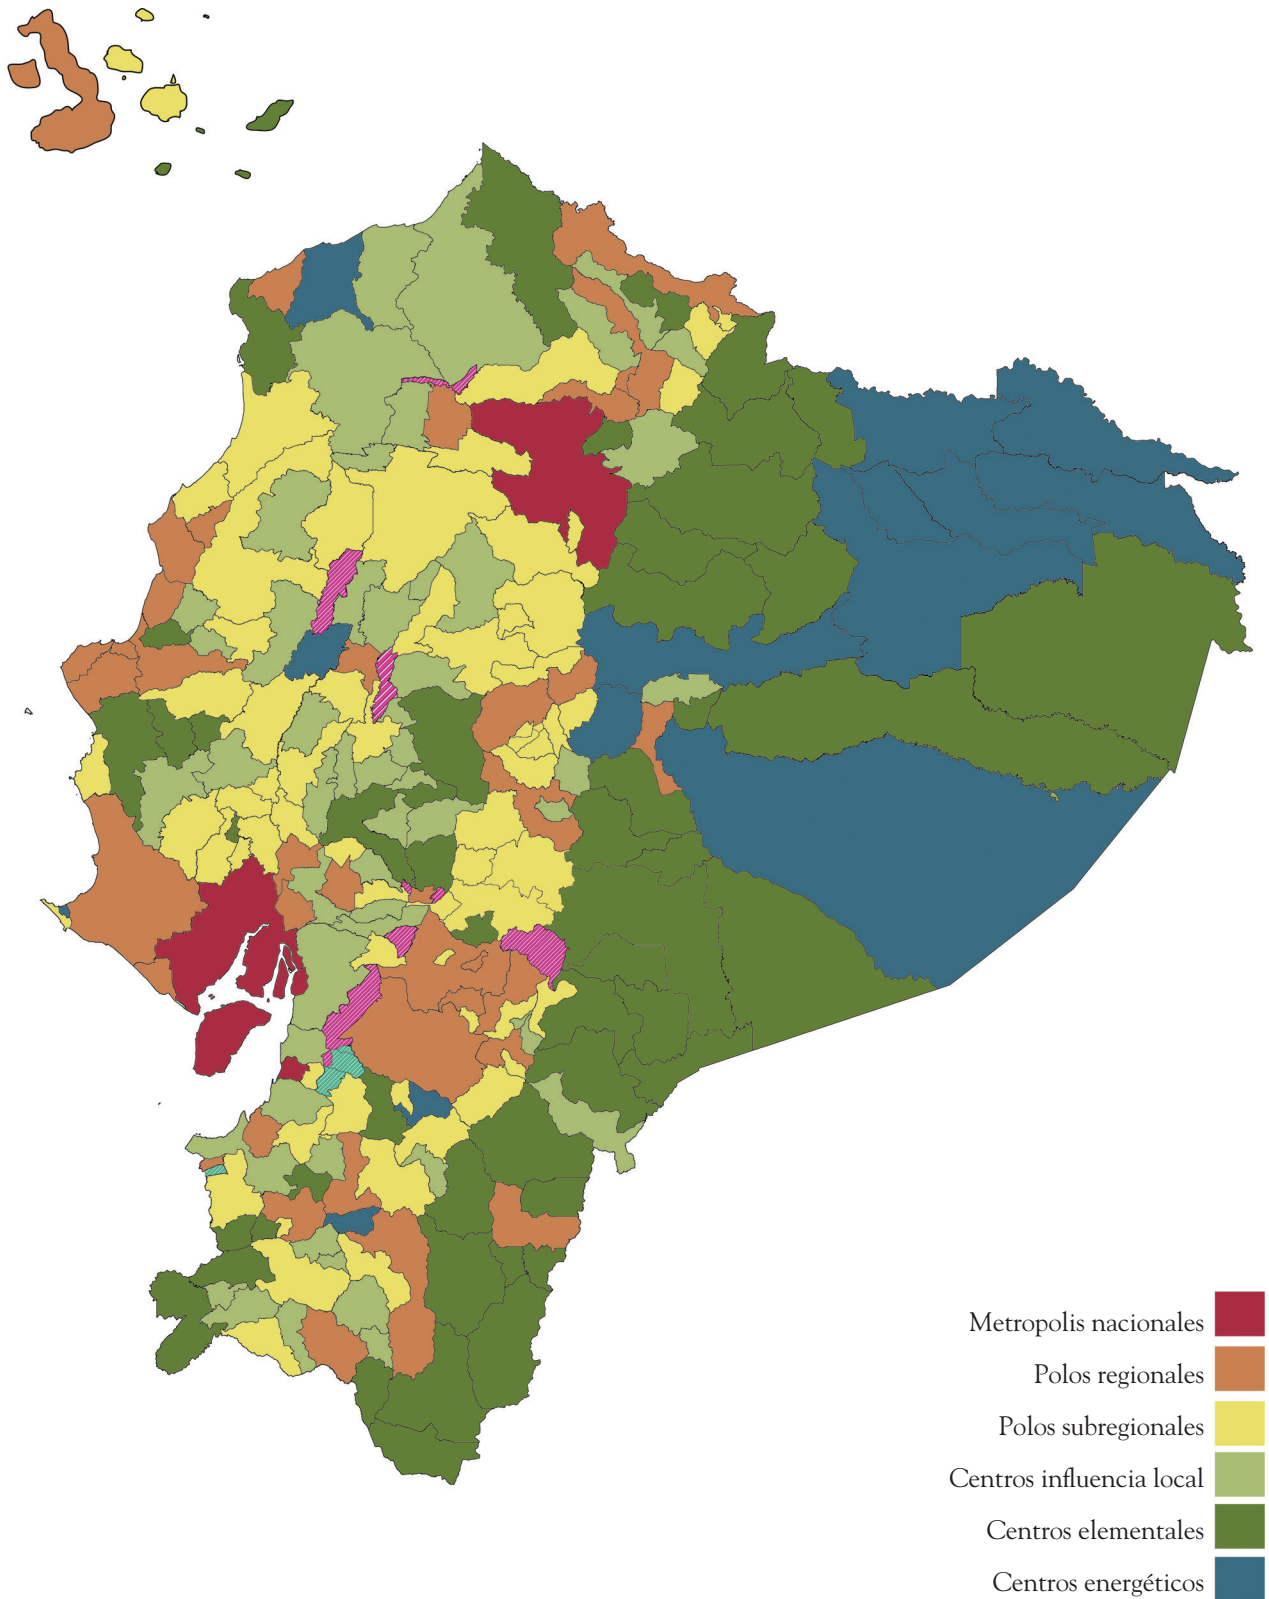 Metropolis nacionales
Polos regionales
Polos subregionales
Centros influencia local
Centros elementales
Centros energéticos